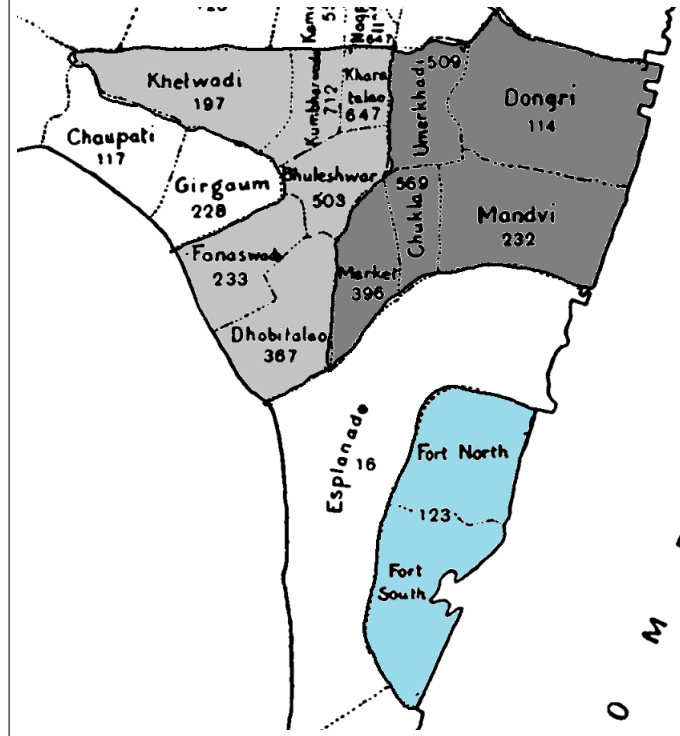 Khetwadi
197
Kumbharwada
712
Khara
talao
647
Umerkhadi
509
Dongri
114
Chaupati
117
Girgaum
228
Bhuleshwar
503
569
Chukla
Mandvi
232
Fanaswadi
233
Market
396
Dhobitalao
367
Esplanade
16
Fort North
123
Fort
South
M
O